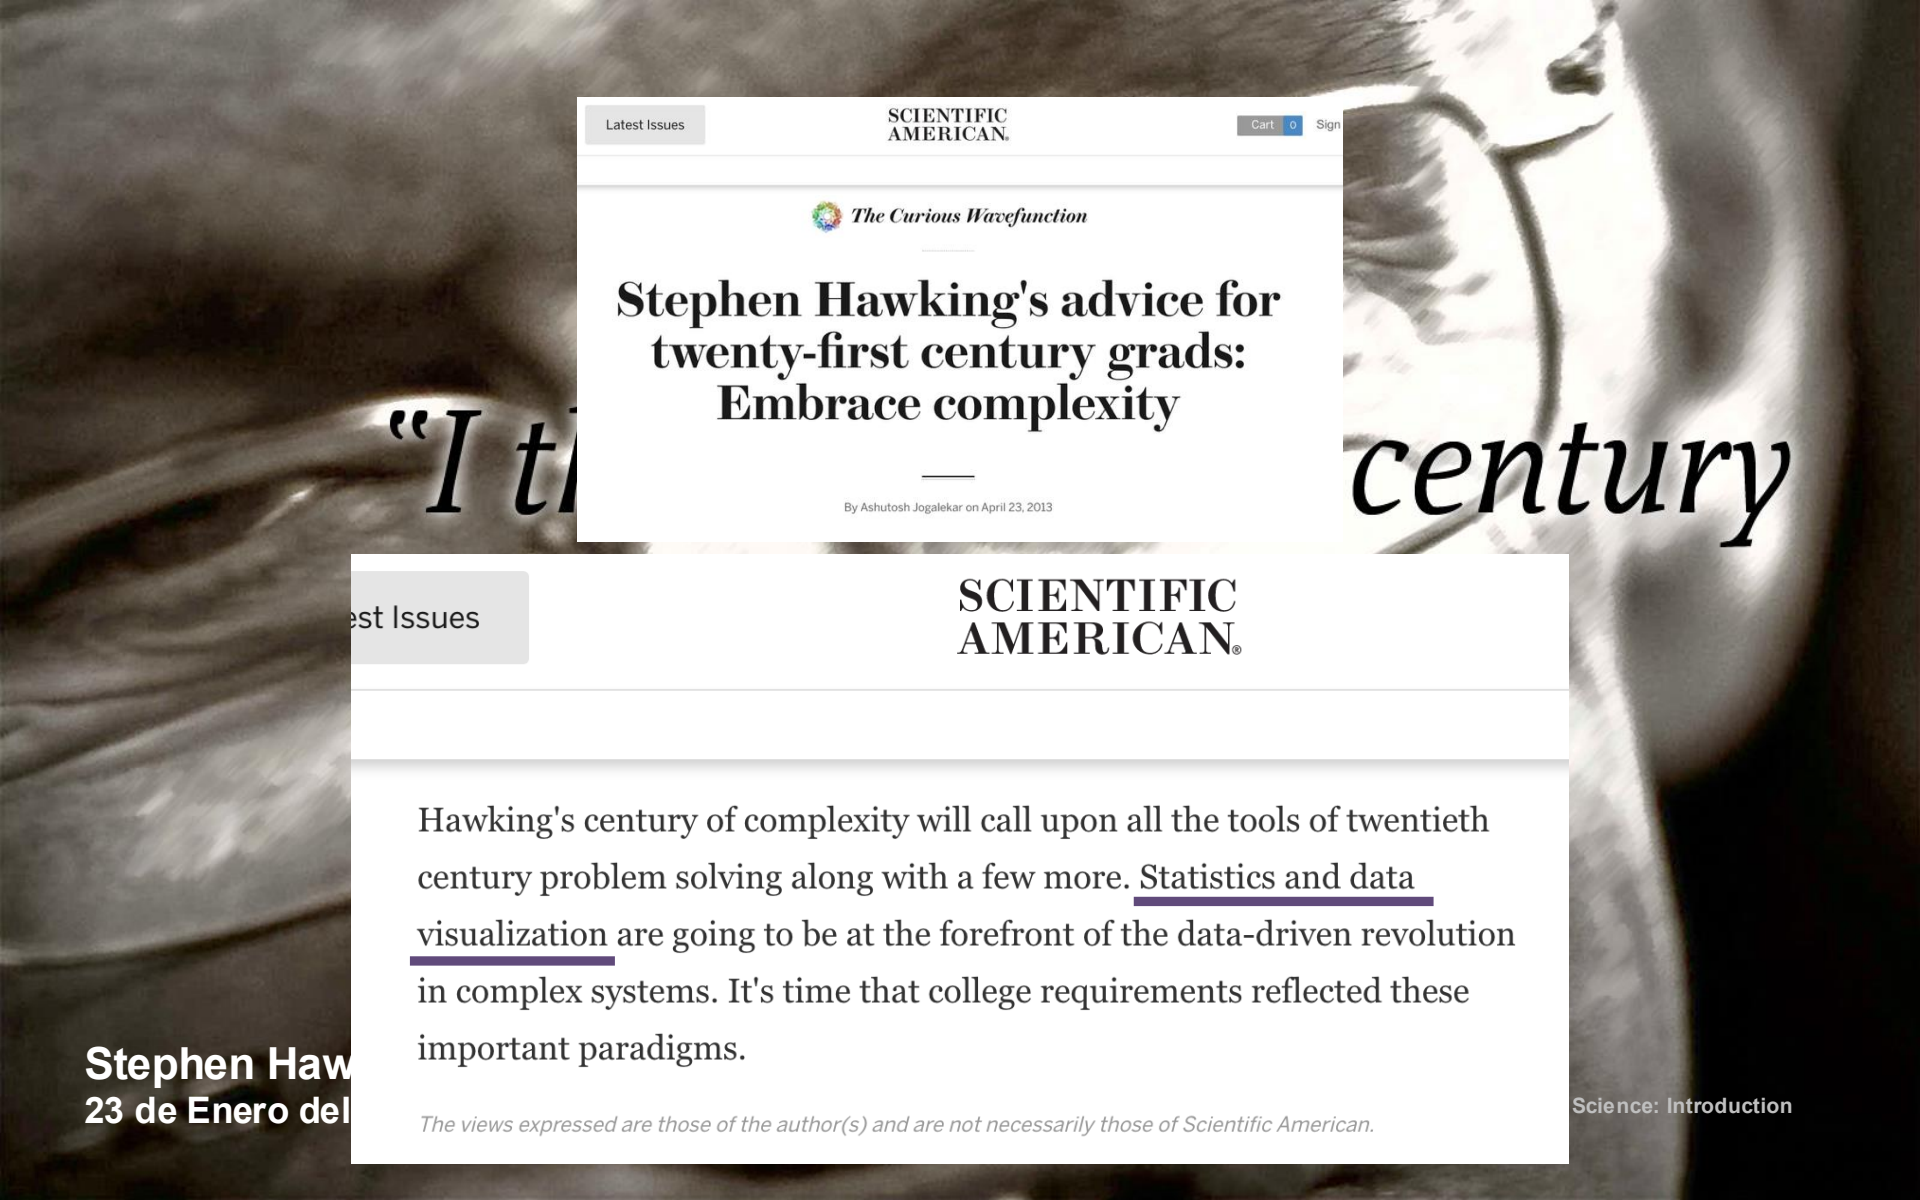 Latest Issues
SCIENTIFIC
AMERICAN®
Cart 0 Sign
The Curious Wavefunction
Stephen Hawking's advice for
twenty-first century grads:
Embrace complexity
By Ashutosh Jogalekar on April 23, 2013
“I century
Issues
SCIENTIFIC
AMERICAN®
Hawking's century of complexity will call upon all the tools of twentieth
century problem solving along with a few more. Statistics and data
visualization are going to be at the forefront of the data-driven revolution
in complex systems. It's time that college requirements reflected these
important paradigms.
The views expressed are those of the author(s) and are not necessarily those of Scientific American.
Stephen
23 de Enero del
Science: Introduction